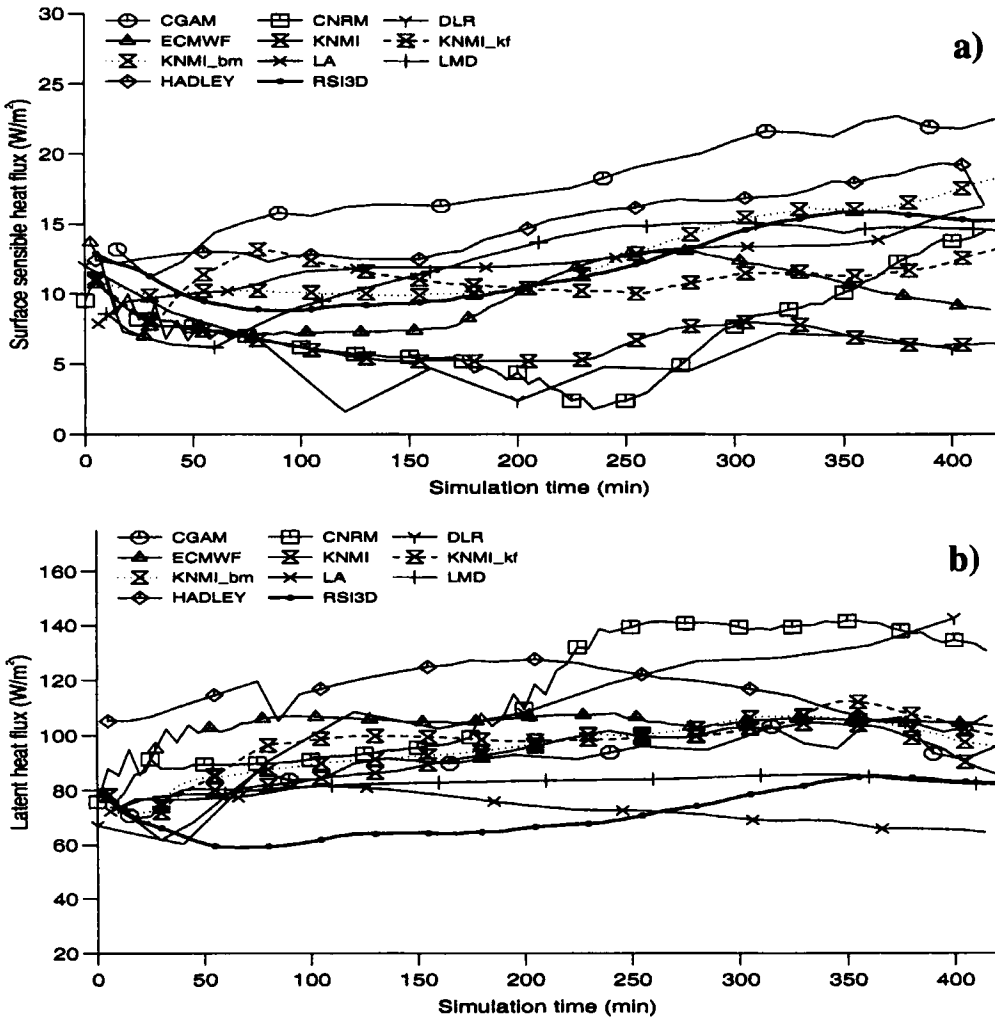 a)
CGAM
CNRM
DLR
ECMWF
KNMI
KNMI_kf
KNMI_bm
LA
LMD
HADLEY
RSI3D
Surface sensible heat flux (W/m²)
30
25
20
15
10
5
0
0
50
100
150
200
250
300
350
400
Simulation time (min)
b)
CGAM
CNRM
DLR
ECMWF
KNMI
KNMI_kf
KNMI_bm
LA
LMD
HADLEY
RSI3D
Latent heat flux (W/m²)
160
140
120
100
80
60
40
20
0
50
100
150
200
250
300
350
400
Simulation time (min)